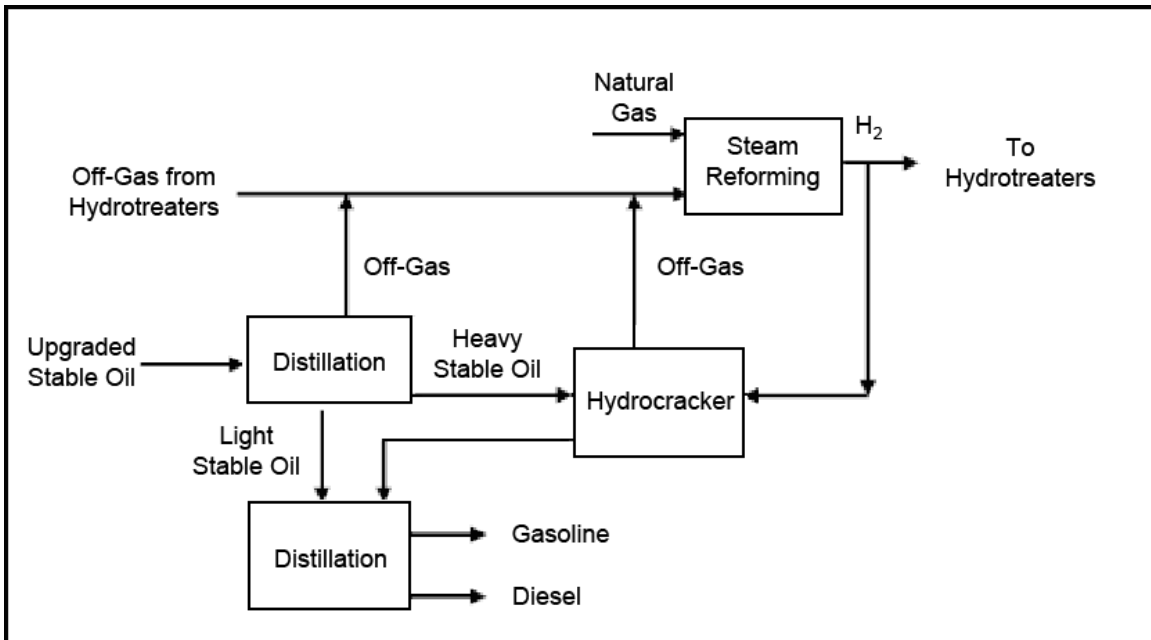 Natural
Gas
Steam
Reforming
H₂
To
Hydrotreaters
Off-Gas from
Hydrotreaters
Off-Gas
Off-Gas
Upgraded
Stable Oil
Distillation
Heavy
Stable Oil
Hydrocracker
Light
Stable Oil
Distillation
Gasoline
Diesel